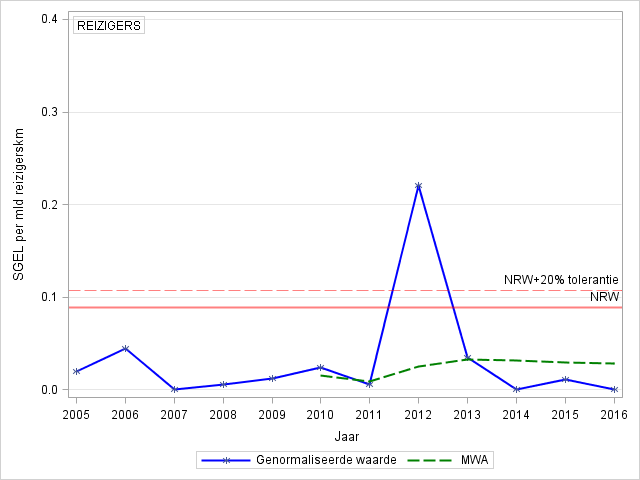 REIZIGERS
0.4
0.3
0.2
0.1
0.0
SGEL per mld reizigerskm
NRW+20% tolerantie
NRW
2005 2006 2007 2008 2009 2010 2011 2012 2013 2014 2015 2016
Jaar
Genormaliseerde waarde MWA